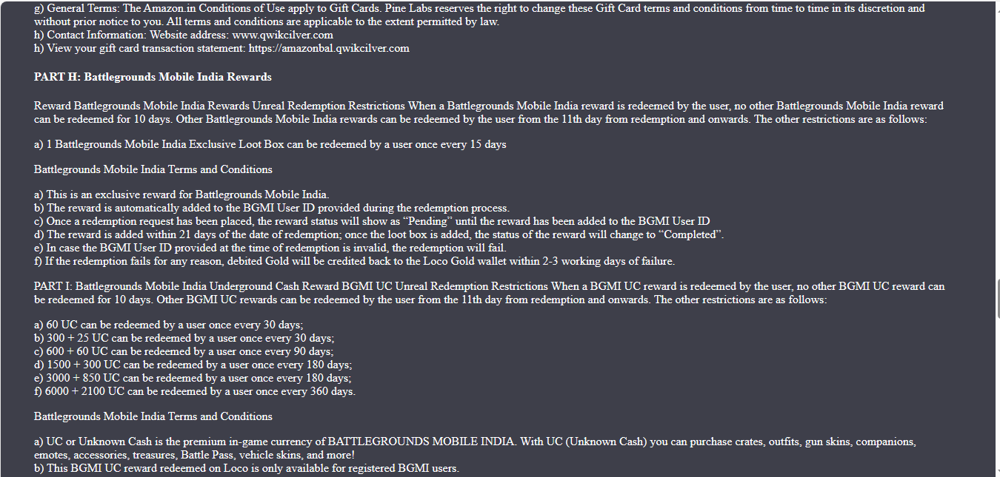 g) General Terms: The Amazon.in Conditions of Use apply to Gift Cards. Pine Labs reserves the right to change these Gift Card terms and conditions from time to time in its discretion and
without prior notice to you. All terms and conditions are applicable to the extent permitted by law.
h) Contact Information: Website address: www.qwikcilver.com
h) View your gift card transaction statement: https://amazonbal.qwikcilver.com
PART H: Battlegrounds Mobile India Rewards
Reward Battlegrounds Mobile India Rewards Unreal Redemption Restrictions When a Battlegrounds Mobile India reward is redeemed by the user, no other Battlegrounds Mobile India reward
can be redeemed for 10 days. Other Battlegrounds Mobile India rewards can be redeemed by the user from the 11th day from redemption and onwards. The other restrictions are as follows:
a) 1 Battlegrounds Mobile India Exclusive Loot Box can be redeemed by a user once every 15 days
Battlegrounds Mobile India Terms and Conditions
a) This is an exclusive reward for Battlegrounds Mobile India.
b) The reward is automatically added to the BGMI User ID provided during the redemption process.
c) Once a redemption request has been placed, the reward status will show as “Pending” until the reward has been added to the BGMI User ID
d) The reward is added within 21 days of the date of redemption; once the loot box is added, the status of the reward will change to “Completed”.
e) In case the BGMI User ID provided at the time of redemption is invalid, the redemption will fail.
f) If the redemption fails for any reason, debited Gold will be credited back to the Loco Gold wallet within 2-3 working days of failure.
PART I: Battlegrounds Mobile India Underground Cash Reward BGMI UC Unreal Redemption Restrictions When a BGMI UC reward is redeemed by the user, no other BGMI UC reward can
be redeemed for 10 days. Other BGMI UC rewards can be redeemed by the user from the 11th day from redemption and onwards. The other restrictions are as follows:
a) 60 UC can be redeemed by a user once every 30 days;
b) 300 + 25 UC can be redeemed by a user once every 30 days;
c) 600 + 60 UC can be redeemed by a user once every 90 days;
d) 1500 + 300 UC can be redeemed by a user once every 180 days;
e) 3000 + 850 UC can be redeemed by a user once every 180 days;
f) 6000 + 2100 UC can be redeemed by a user once every 360 days.
Battlegrounds Mobile India Terms and Conditions
a) UC or Unknown Cash is the premium in-game currency of BATTLEGROUNDS MOBILE INDIA. With UC (Unknown Cash) you can purchase crates, outfits, gun skins, companions,
emotes, accessories, treasures, Battle Pass, vehicle skins, and more!
b) This BGMI UC reward redeemed on Loco is only available for registered BGMI users.